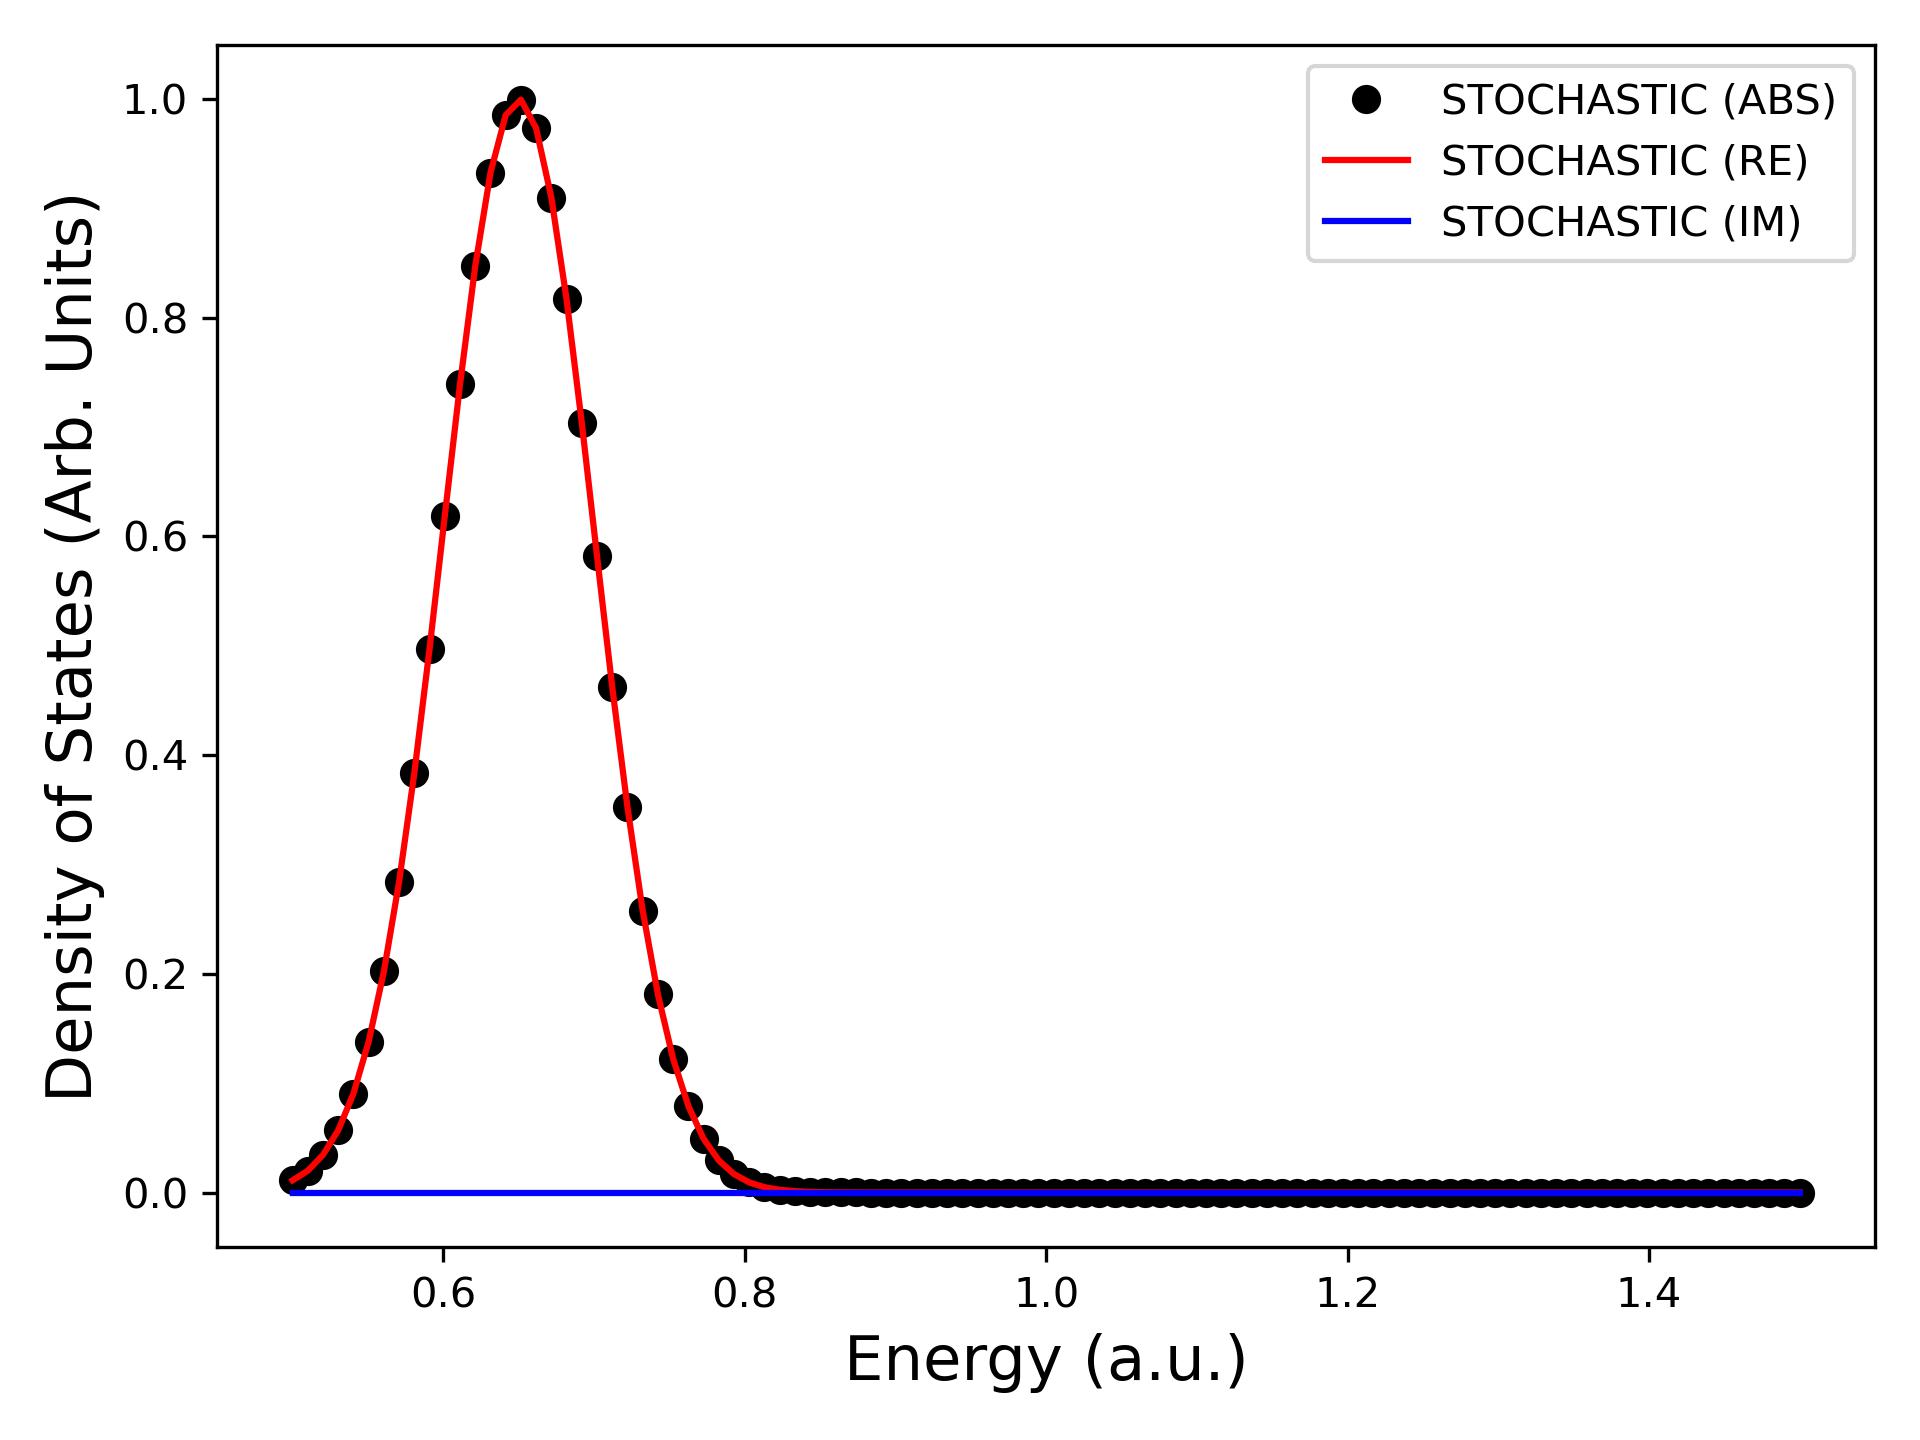 STOCHASTIC (ABS)
STOCHASTIC (RE)
STOCHASTIC (IM)
1.0
0.8
0.6
0.4
0.2
0.0
Density of States (Arb. Units)
0.6 0.8 1.0 1.2 1.4
Energy (a.u.)